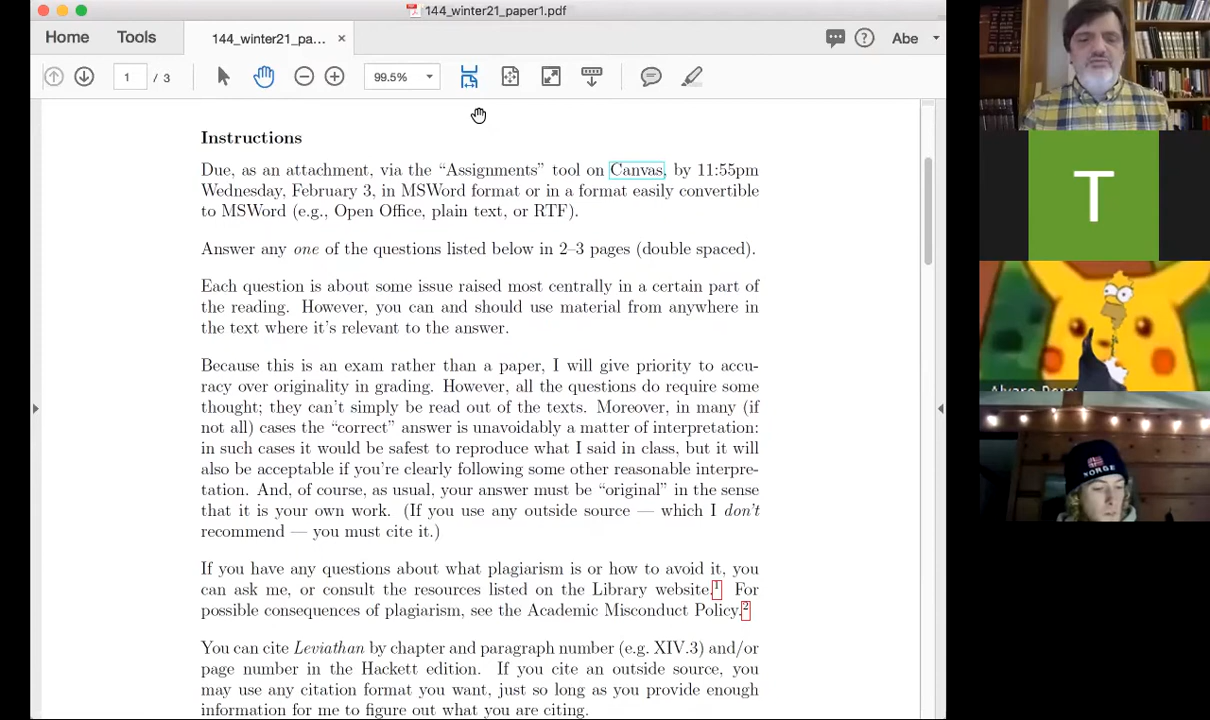 144_winter21_paper1.pdf
Home Tools 144_winter21_pa... × Abe
1 / 3 99.5%
Instructions
Due, as an attachment, via the “Assignments” tool on Canvas, by 11:55pm
Wednesday, February 3, in MSWord format or in a format easily convertible
to MSWord (e.g., Open Office, plain text, or RTF).
Answer any one of the questions listed below in 2–3 pages (double spaced).
Each question is about some issue raised most centrally in a certain part of
the reading. However, you can and should use material from anywhere in
the text where it’s relevant to the answer.
Because this is an exam rather than a paper, I will give priority to accu-
racy over originality in grading. However, all the questions do require some
thought; they can’t simply be read out of the texts. Moreover, in many (if
not all) cases the “correct” answer is unavoidably a matter of interpretation:
in such cases it would be safest to reproduce what I said in class, but it will
also be acceptable if you’re clearly following some other reasonable interpre-
tation. And, of course, as usual, your answer must be “original” in the sense
that it is your own work. (If you use any outside source — which I don’t
recommend — you must cite it.)
If you have any questions about what plagiarism is or how to avoid it, you
can ask me, or consult the resources listed on the Library website.1 For
possible consequences of plagiarism, see the Academic Misconduct Policy.2
You can cite Leviathan by chapter and paragraph number (e.g. XIV.3) and/or
page number in the Hackett edition. If you cite an outside source, you
may use any citation format you want, just so long as you provide enough
information for me to figure out what you are citing.
T
NORGE